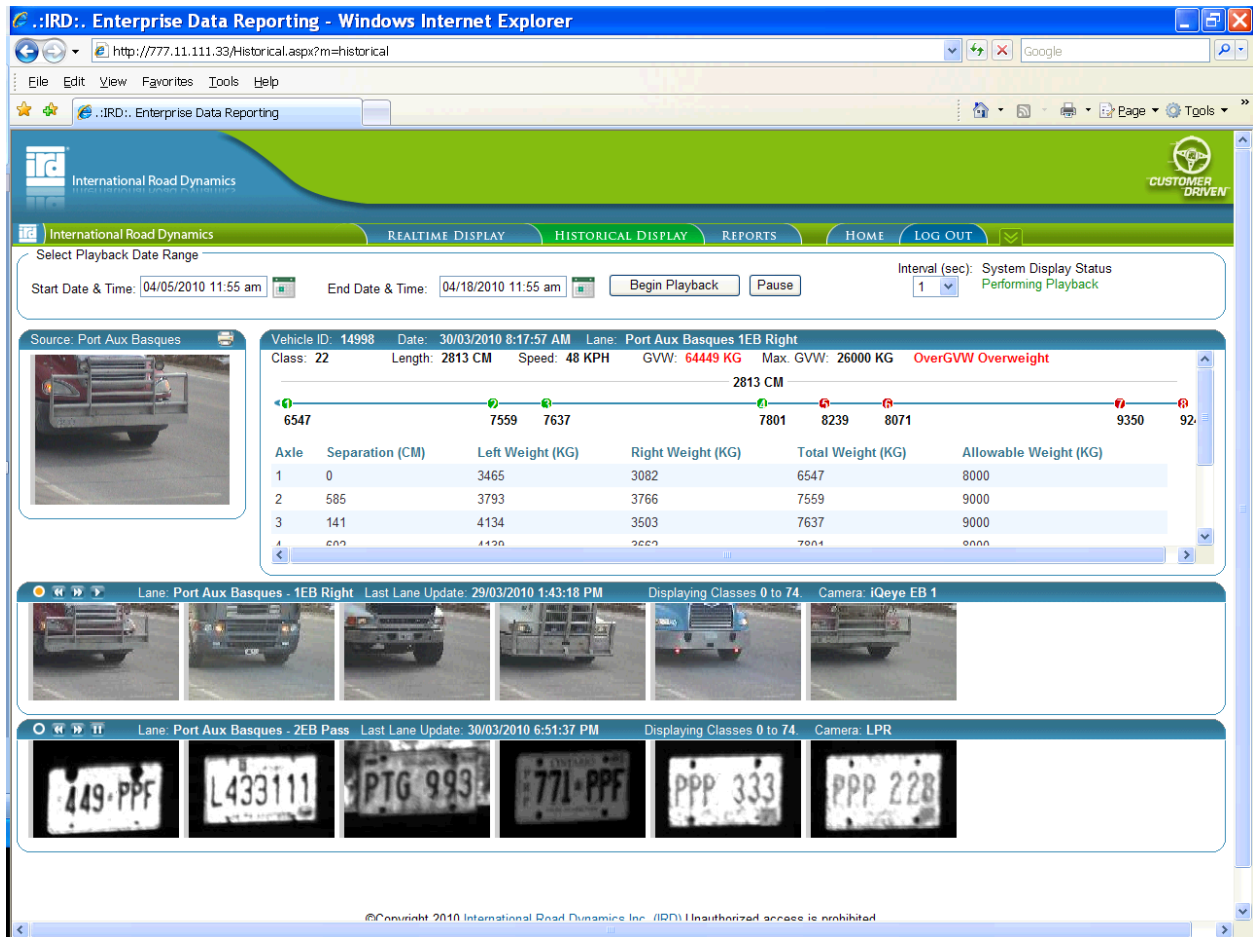 .:IRD:. Enterprise Data Reporting - Windows Internet Explorer
http://777.11.111.33/Historical.aspx?m=historical
Google
File Edit View Favorites Tools Help
.:IRD:. Enterprise Data Reporting
Page Tools
ird
International Road Dynamics
CUSTOMER DRIVEN
ird International Road Dynamics REALTIME DISPLAY HISTORICAL DISPLAY REPORTS HOME LOG OUT
Select Playback Date Range
Start Date & Time: 04/05/2010 11:55 am End Date & Time: 04/18/2010 11:55 am Begin Playback Pause
Interval (sec): 1
System Display Status
Performing Playback
Source: Port Aux Basques
Vehicle ID: 14998 Date: 30/03/2010 8:17:57 AM Lane: Port Aux Basques 1EB Right
Class: 22 Length: 2813 CM Speed: 48 KPH GVW: 64449 KG Max. GVW: 26000 KG OverGVW Overweight
2813 CM
1 2 3 4 5 6 7 8
6547 7559 7637 7801 8239 8071 9350 924
Axle Separation (CM) Left Weight (KG) Right Weight (KG) Total Weight (KG) Allowable Weight (KG)
1 0 3465 3082 6547 8000
2 585 3793 3766 7559 9000
3 141 4134 3503 7637 9000
4 602 4139 3662 7801 9000
Lane: Port Aux Basques - 1EB Right Last Lane Update: 29/03/2010 1:43:18 PM Displaying Classes 0 to 74. Camera: iQeye EB 1
Lane: Port Aux Basques - 2EB Pass Last Lane Update: 30/03/2010 6:51:37 PM Displaying Classes 0 to 74. Camera: LPR
449-PPF
L433111
PTG 993
ONTARIO
771-PPF
PPP 333
PPP 228
©Copyright 2010 International Road Dynamics Inc. (IRD) Unauthorized access is prohibited